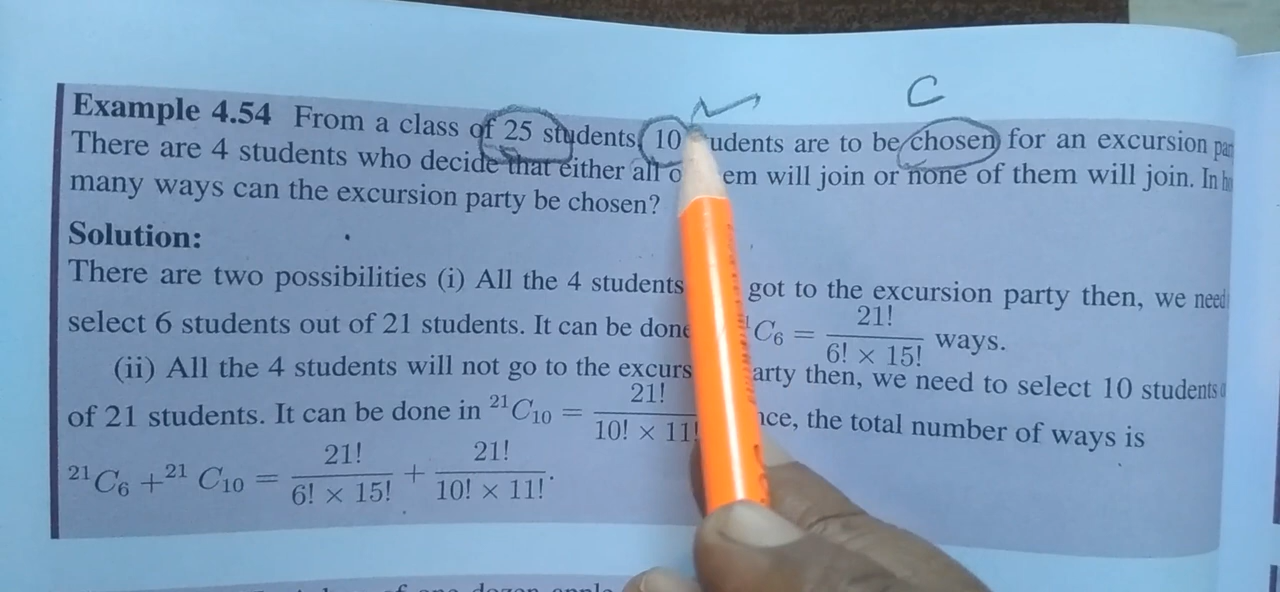 C
Example 4.54 From a class of 25 students 10 students are to be chosen for an excursion
There are 4 students who decide that either all will join or none of them will join. In
many ways can the excursion party be chosen?
Solution:
There are two possibilities (i) All the 4 students got to the excursion party then, we need
select 6 students out of 21 students. It can be done C₆ = 21! / 6! × 15! ways.
(ii) All the 4 students will not go to the then, we need to select 10 students
of 21 students. It can be done in ²¹C₁₀ = 21! / 10! × 11! the total number of ways is
²¹C₆ +²¹ C₁₀ = 21! / 6! × 15! + 21! / 10! × 11!.